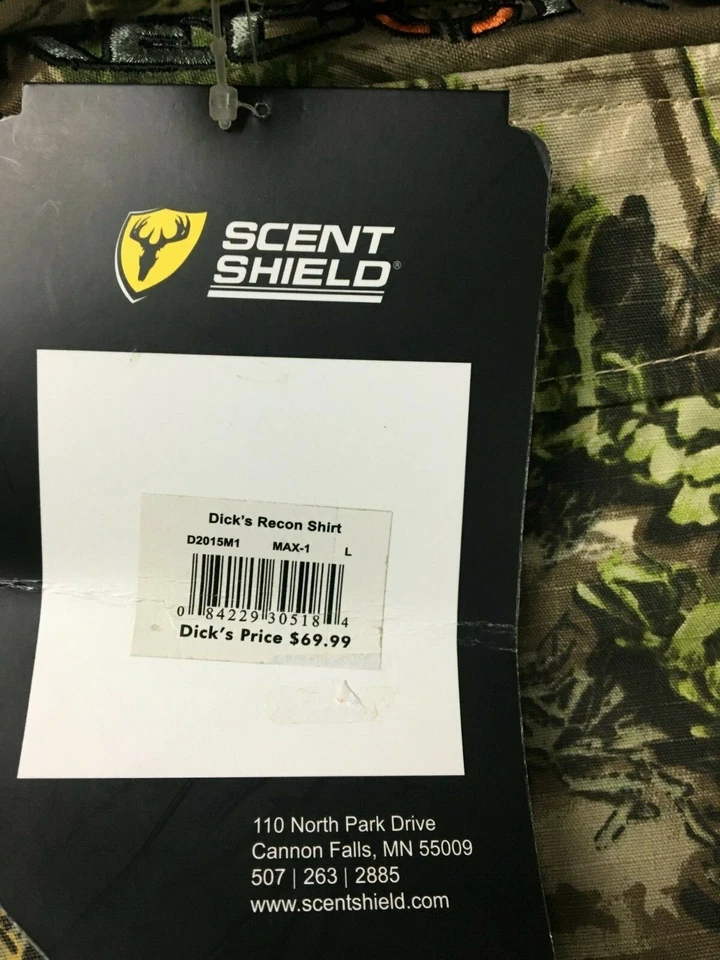 SCENT
SHIELD®
Dick's Recon Shirt
D2015M1 MAX-1 L
0 84229 30518 4
Dick's Price $69.99
110 North Park Drive
Cannon Falls, MN 55009
507 | 263 | 2885
www.scentshield.com